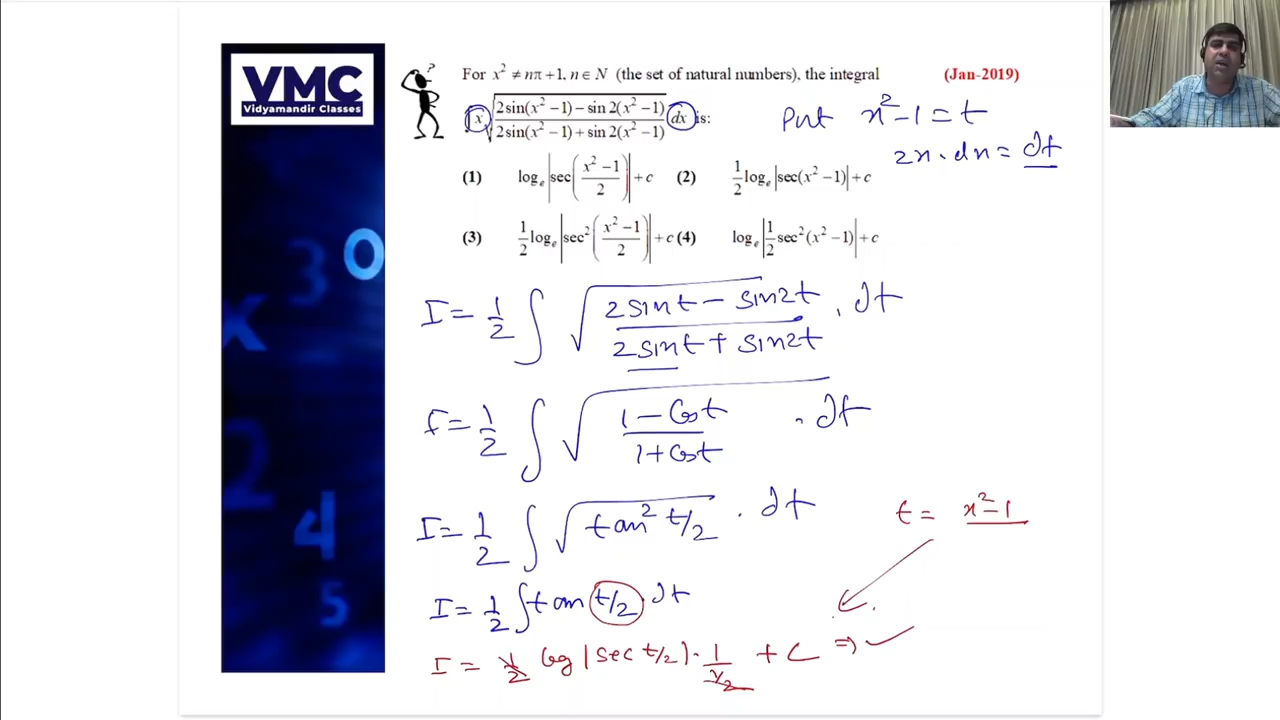 VMC
Vidyamandir Classes
?
For x² ≠ nπ + 1, n ∈ N (the set of natural numbers), the integral (Jan-2019)
∫ x √((2sin(x² −1) − sin 2(x² −1))/(2sin(x² −1) + sin 2(x² −1))) dx is:
Put x² − 1 = t
2x · dx = dt
(1) logₑ |sec((x² −1)/2)| + c (2) 1/2 logₑ |sec(x² −1)| + c
(3) 1/2 logₑ |sec² ((x² −1)/2)| + c (4) logₑ |1/2 sec² (x² −1)| + c
I = 1/2 ∫ √((2sint − sin2t)/(2sint + sin2t)) . dt
I = 1/2 ∫ √((1 − Cost)/(1 + Cost)) . dt
I = 1/2 ∫ √(tan² t/2) . dt
t = x² − 1
I = 1/2 ∫ tan (t/2) . dt
I = 1/2 log |sec t/2| · 1/(1/2) + C ⇒ ✓